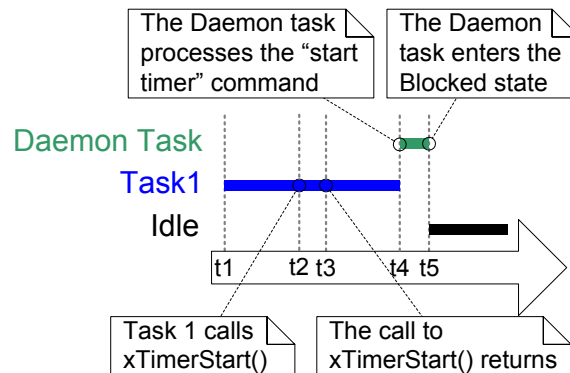 The Daemon task
processes the “start
timer” command
The Daemon
task enters the
Blocked state
Daemon Task
Task1
Idle
t1 t2 t3 t4 t5
Task 1 calls
xTimerStart()
The call to
xTimerStart() returns